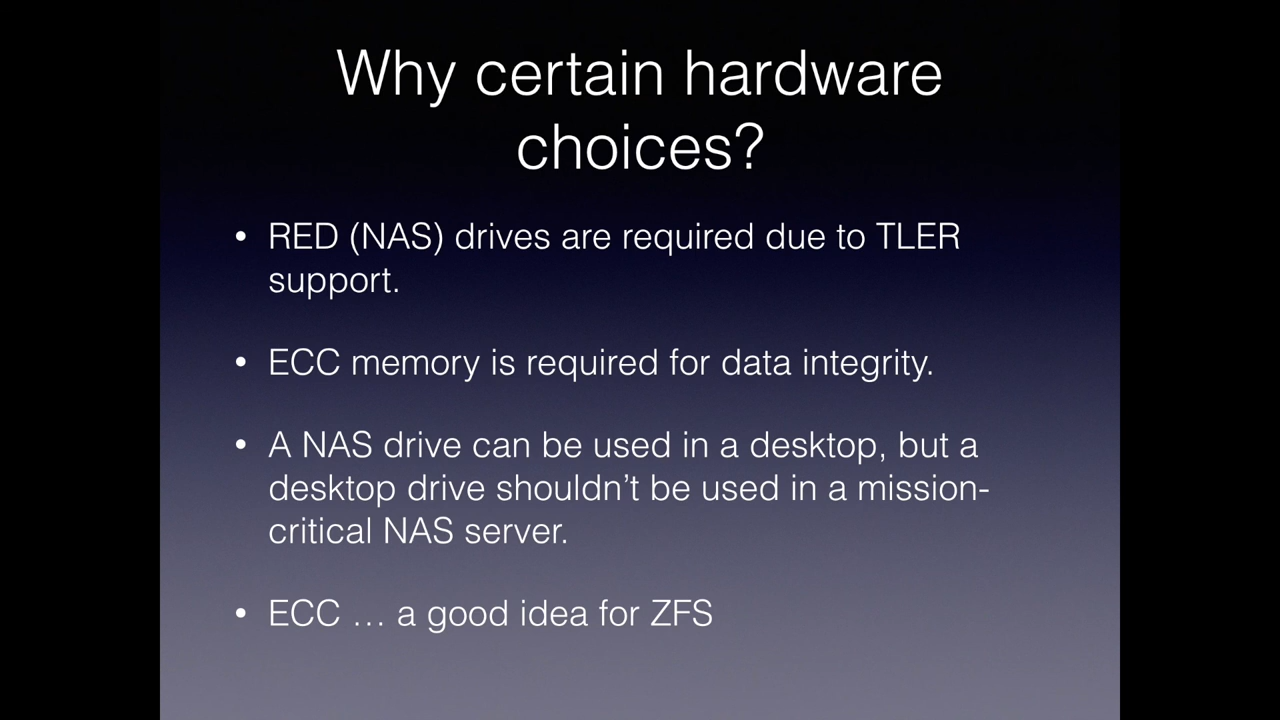 Why certain hardware
choices?
• RED (NAS) drives are required due to TLER
support.
• ECC memory is required for data integrity.
• A NAS drive can be used in a desktop, but a
desktop drive shouldn’t be used in a mission-
critical NAS server.
• ECC … a good idea for ZFS